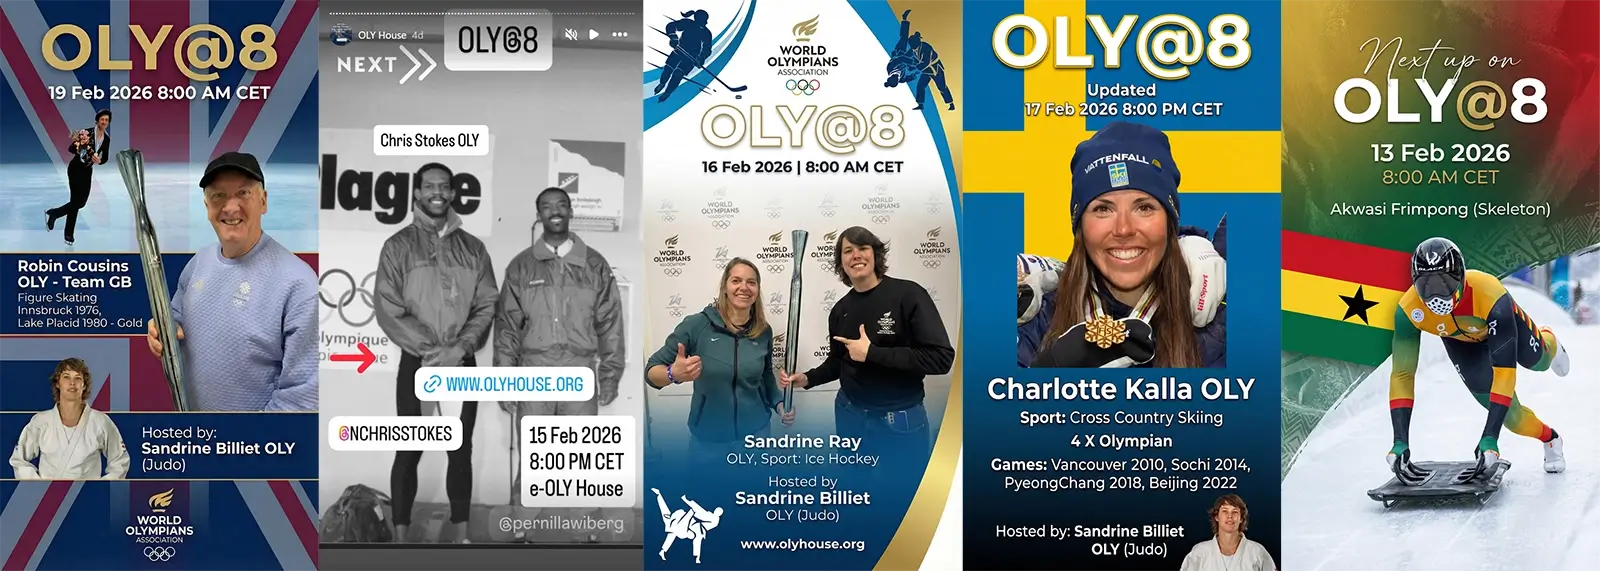 OLY@8
19 Feb 2026 8:00 AM CET
Robin Cousins
OLY - Team GB
Figure Skating
Innsbruck 1976,
Lake Placid 1980 - Gold
Hosted by:
Sandrine Billiet OLY
(Judo)
WORLD
OLYMPIANS
ASSOCIATION
OLY House 4d
NEXT
OLY@8
Chris Stokes OLY
lagne
lympique
WWW.OLYHOUSE.ORG
@NCHRISSTOKES
15 Feb 2026
8:00 PM CET
e-OLY House
@pernillawiberg
WORLD
OLYMPIANS
ASSOCIATION
OLY@8
16 Feb 2026 | 8:00 AM CET
WORLD
OLYMPIANS
ASSOCIATION
Sandrine Ray
OLY, Sport: Ice Hockey
Hosted by
Sandrine Billiet
OLY (Judo)
www.olyhouse.org
OLY@8
Updated
17 Feb 2026 8:00 PM CET
VATTENFALL
Charlotte Kalla OLY
Sport: Cross Country Skiing
4 X Olympian
Games: Vancouver 2010, Sochi 2014,
PyeongChang 2018, Beijing 2022
Hosted by: Sandrine Billiet
OLY (Judo)
Next up on
OLY@8
13 Feb 2026
8:00 AM CET
Akwasi Frimpong (Skeleton)